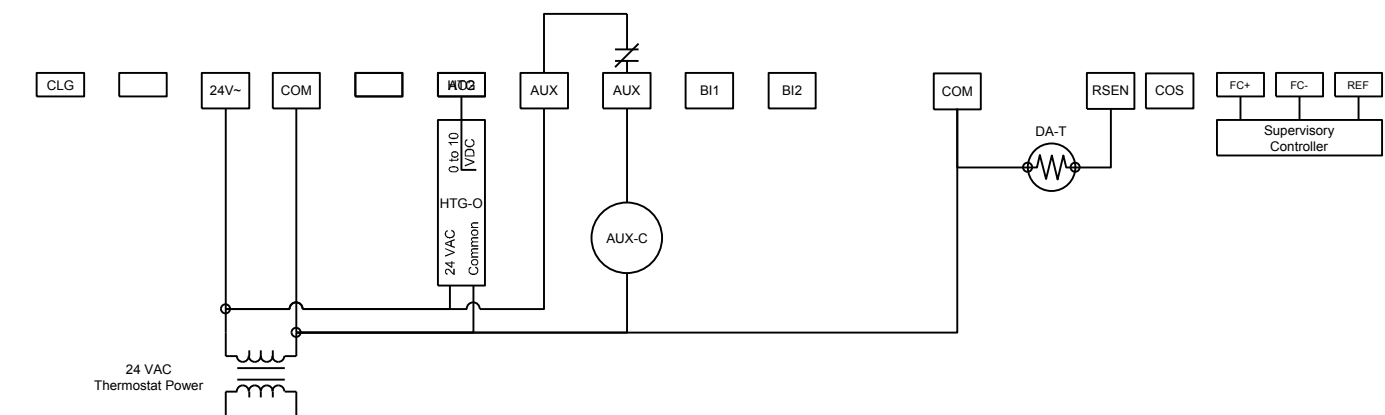 CLG
24V~
COM
AUX
AUX
BI1
BI2
COM
RSEN
COS
FC+
FC-
REF
Supervisory
Controller
DA-T
0 to 10
VDC
HTG-O
24 VAC
Common
AUX-C
24 VAC
Thermostat Power